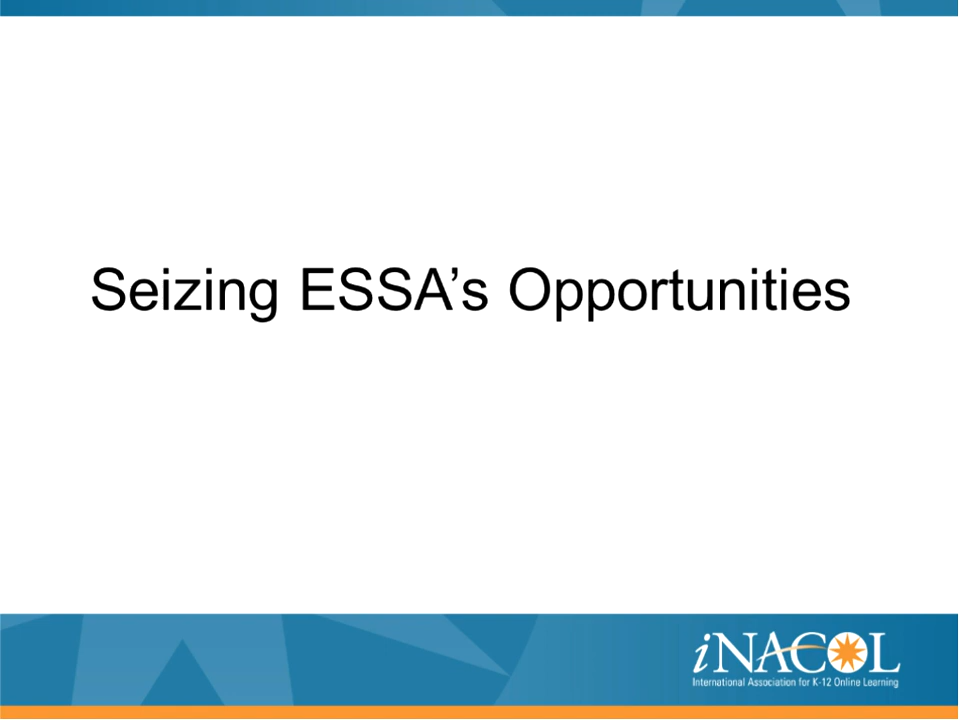 Seizing ESSA’s Opportunities
iNACOL
International Association for K-12 Online Learning